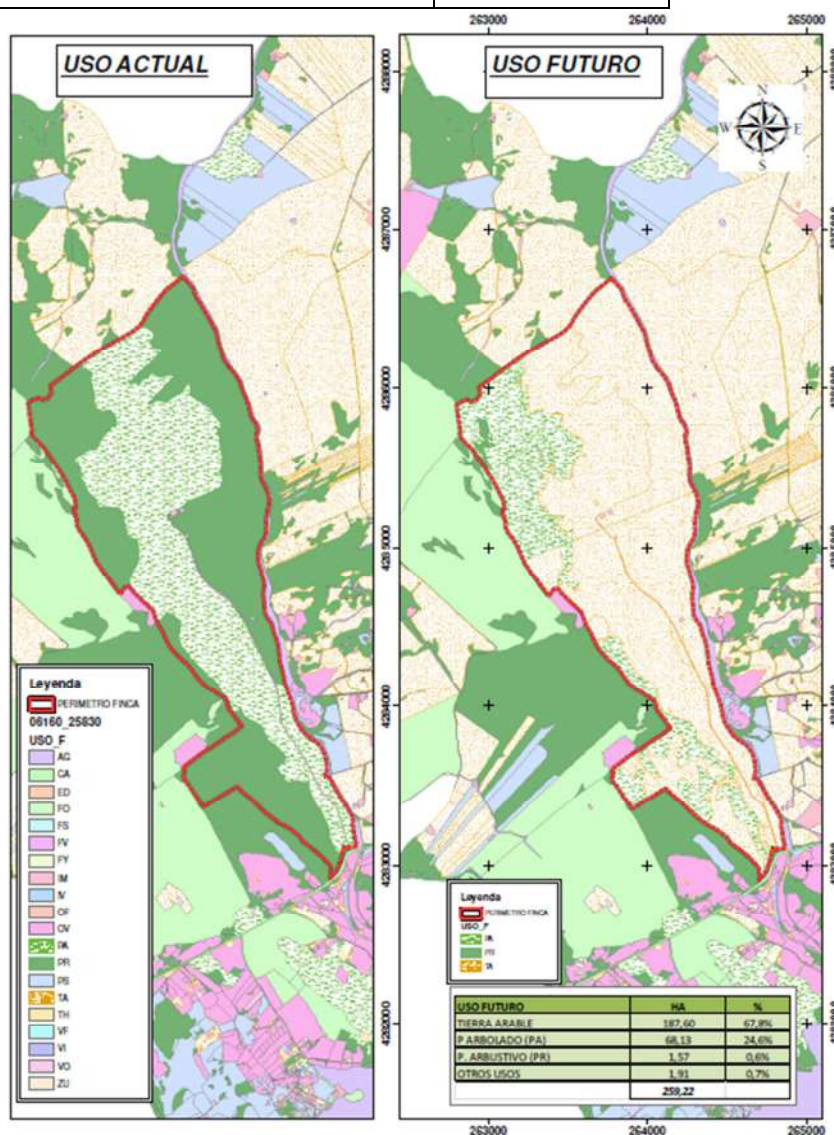 263000 264000 265000
USO ACTUAL
USO FUTURO
N
W E
S
4288000
4287000
4286000
4285000
4284000
4283000
4282000
Leyenda
PERIMETRO FINCA
06160_25830
USO_F
AG
CA
ED
FO
FS
FV
FY
IM
IV
OV
PA
PR
PS
TA
TH
VF
VI
VO
ZU
Leyenda
PERIMETRO FINCA
USO_F
PA
PR
TA
USO FUTURO HA %
TIERRA ARABLE 187,60 67,8%
P ARBOLADO (PA) 68,13 24,6%
P. ARBUSTIVO (PR) 1,57 0,6%
OTROS USOS 1,91 0,7%
259,22
263000 264000 265000